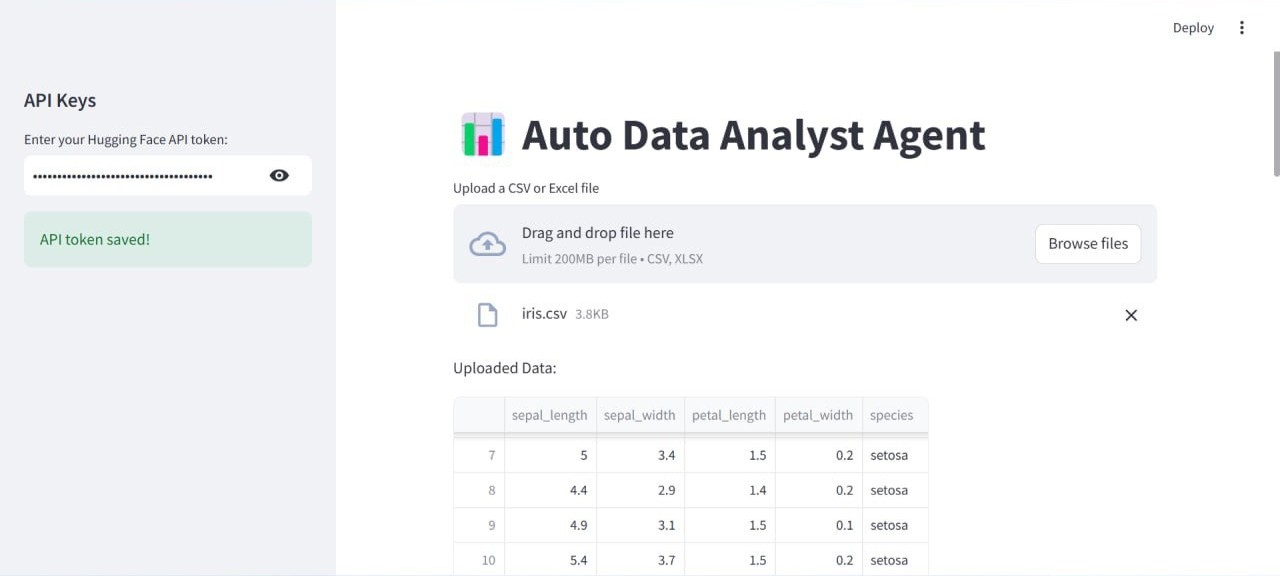 Deploy
API Keys
Enter your Hugging Face API token:
•••••••••••••••••••••••••••••••••••••
API token saved!
Auto Data Analyst Agent
Upload a CSV or Excel file
Drag and drop file here
Limit 200MB per file • CSV, XLSX
Browse files
iris.csv 3.8KB
Uploaded Data:
sepal_length sepal_width petal_length petal_width species
7 5 3.4 1.5 0.2 setosa
8 4.4 2.9 1.4 0.2 setosa
9 4.9 3.1 1.5 0.1 setosa
10 5.4 3.7 1.5 0.2 setosa